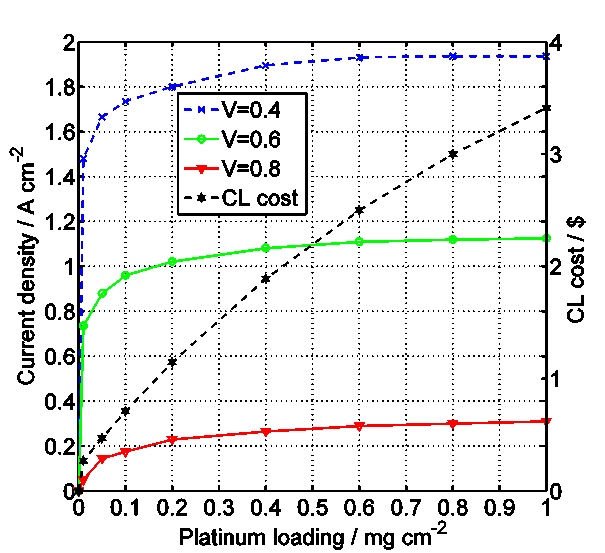 2
1.8
1.6
1.4
1.2
1
0.8
0.6
0.4
0.2
0
Current density / A cm-2
V=0.4
V=0.6
V=0.8
CL cost
4
3
2
1
0
CL cost / $
0 0.1 0.2 0.3 0.4 0.5 0.6 0.7 0.8 0.9 1
Platinum loading / mg cm-2